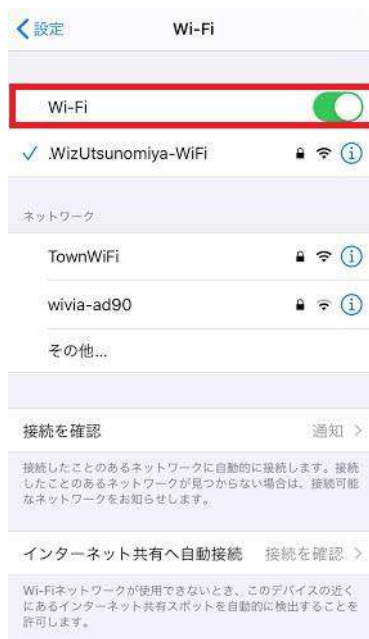 設定 Wi-Fi
Wi-Fi
.WizUtsunomiya-WiFi
ネットワーク
TownWiFi
wivia-ad90
その他...
接続を確認 通知
接続したことのあるネットワークに自動的に接続します。接続
したことのあるネットワークが見つからない場合は、接続可能
なネットワークをお知らせします。
インターネット共有へ自動接続 接続を確認
Wi-Fiネットワークが使用できないとき、このデバイスの近く
にあるインターネット共有スポットを自動的に検出することを
許可します。